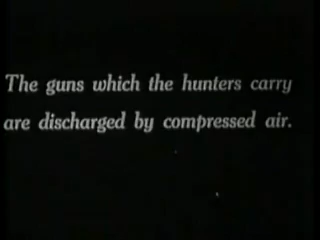 The guns which the hunters carry
are discharged by compressed air.